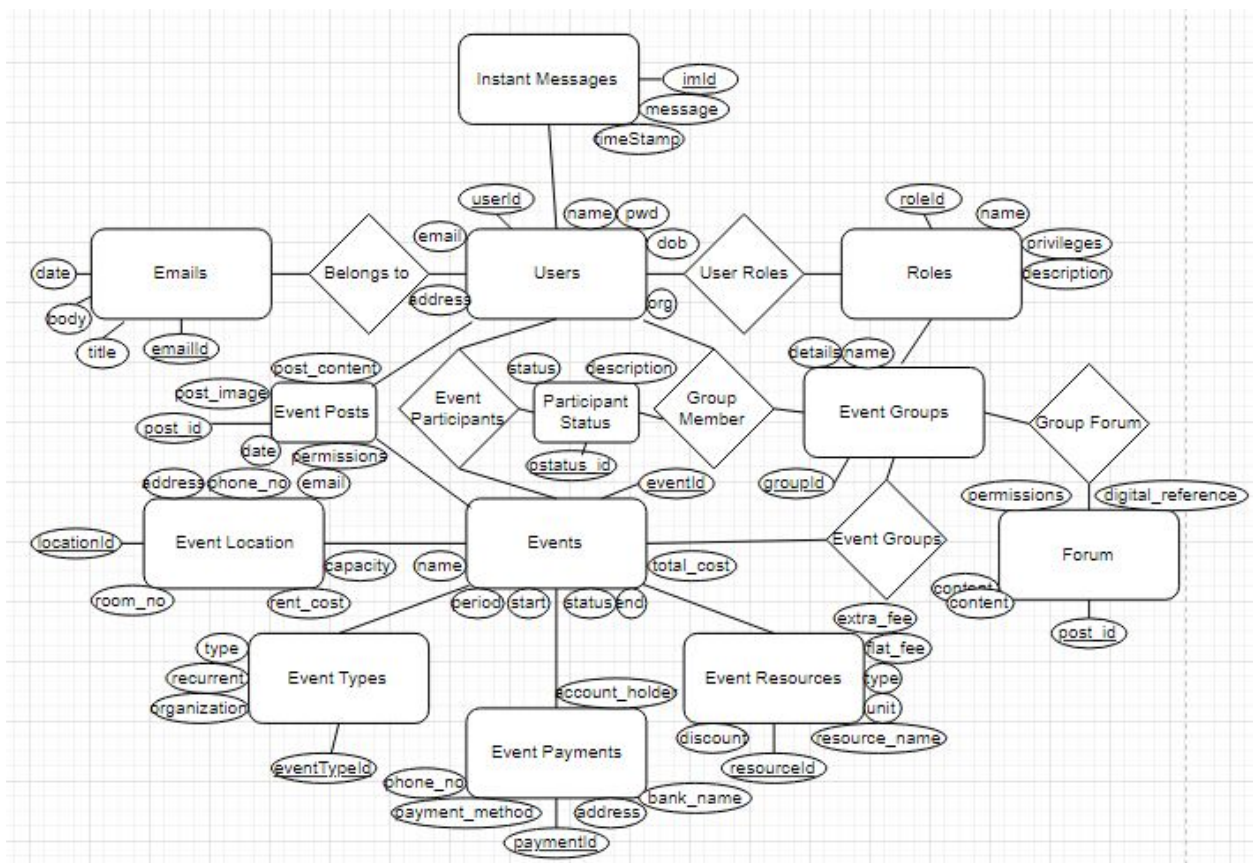 Instant Messages
imId
message
timeStamp
userId
name
pwd
roleId
name
email
dob
privileges
date
Emails
Belongs to
Users
User Roles
Roles
description
body
address
org
title
emailId
post_content
status
description
details
name
post_image
Event Posts
Event
Participants
Participant
Status
Group
Member
Event Groups
Group Forum
post_id
date
permissions
pstatus_id
address
phone_no
email
eventId
groupId
permissions
digital_reference
locationId
Event Location
Events
Event Groups
Forum
capacity
name
total_cost
room_no
rent_cost
period
start
status
end
content
content
extra_fee
post_id
type
flat_fee
recurrent
Event Types
Event Resources
type
organization
account_holder
unit
discount
resource_name
eventTypeId
Event Payments
resourceId
phone_no
payment_method
address
bank_name
paymentId